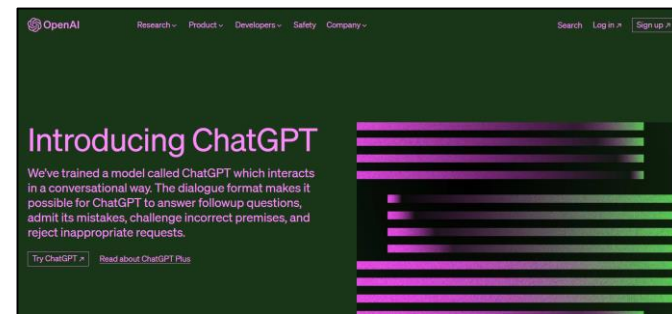 OpenAI Research Product Developers Safety Company Search Log in ↗ Sign up ↗
Introducing ChatGPT
We've trained a model called ChatGPT which interacts
in a conversational way. The dialogue format makes it
possible for ChatGPT to answer followup questions,
admit its mistakes, challenge incorrect premises, and
reject inappropriate requests.
Try ChatGPT ↗ Read about ChatGPT Plus